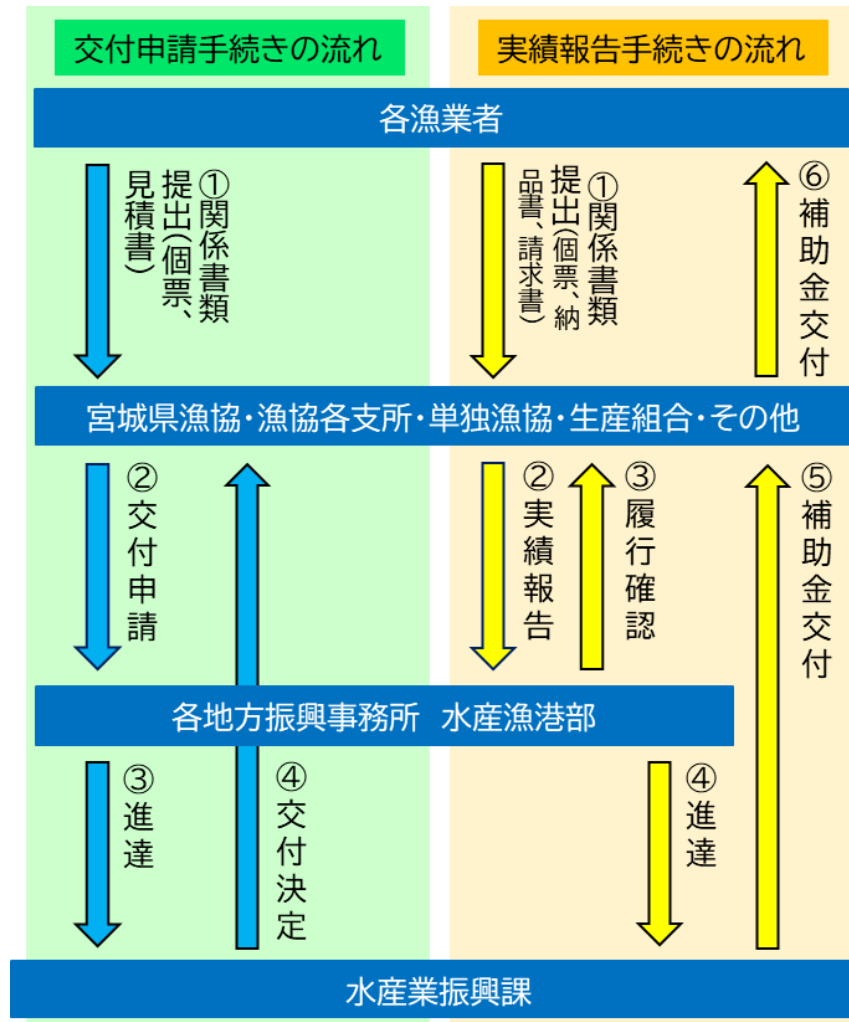 交付申請手続きの流れ
実績報告手続きの流れ
各漁業者
①関係書類
提出(個票、
見積書)
①関係書類
提出(個票、納
品書、請求書)
⑥補助金交付
宮城県漁協・漁協各支所・単独漁協・生産組合・その他
②交付申請
②実績報告
③履行確認
⑤補助金交付
各地方振興事務所 水産漁港部
③進達
④交付決定
④進達
水産業振興課